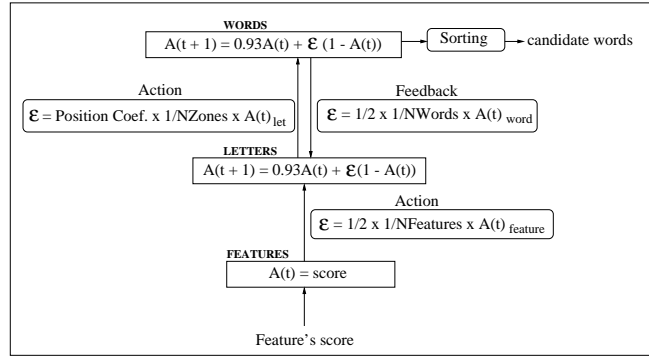 WORDS
A(t + 1) = 0.93A(t) + ε (1 - A(t))
Sorting
candidate words
Action
Feedback
ε = Position Coef. x 1/NZones x A(t) let
ε = 1/2 x 1/NWords x A(t) word
LETTERS
A(t + 1) = 0.93A(t) + ε(1 - A(t))
Action
ε = 1/2 x 1/NFeatures x A(t) feature
FEATURES
A(t) = score
Feature's score